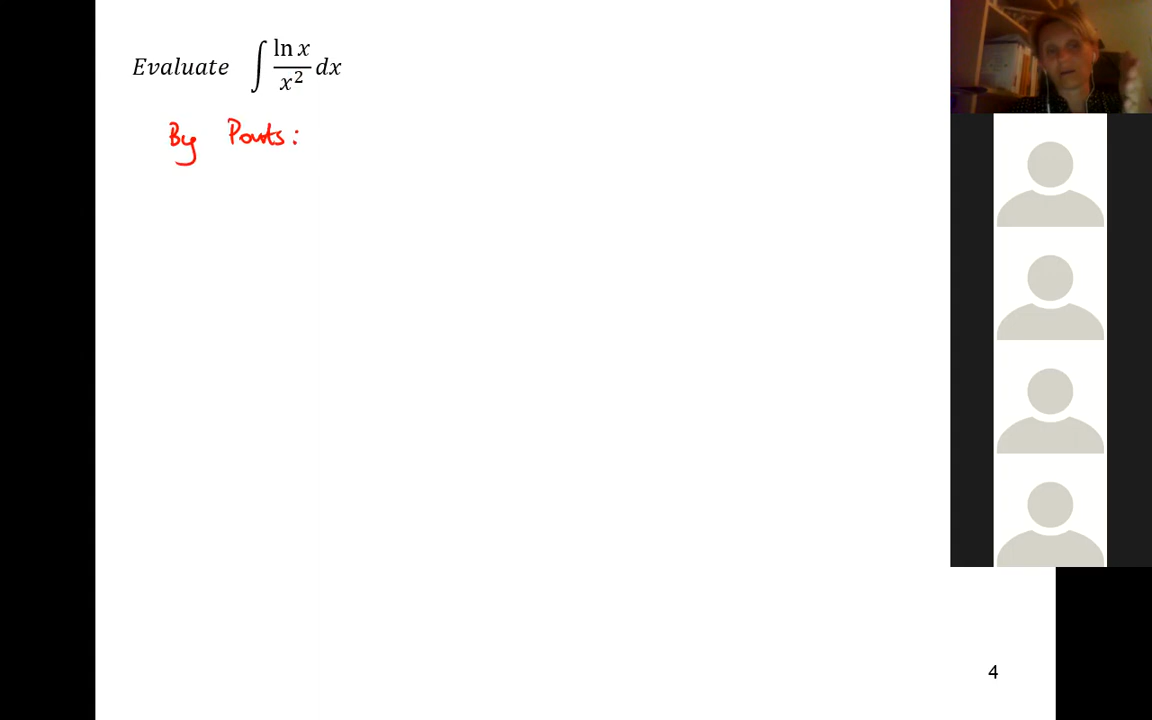 Evaluate ∫ ln x / x² dx
By Parts:
4